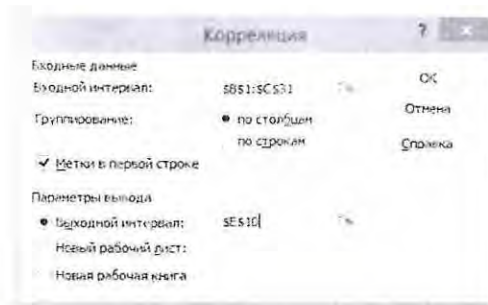 Корреляция ?
Входные данные
Входной интервал: $B$1:$C$31
ОК
Группирование: по столбцам
Отмена
по строкам
Справка
Метки в первой строке
Параметры вывода
Выходной интервал: $E$10
Новый рабочий лист:
Новая рабочая книга